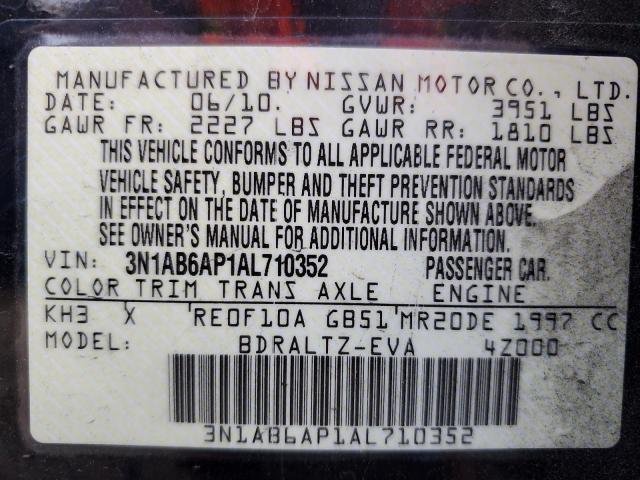 MANUFACTURED BY NISSAN MOTOR CO., LTD.
DATE: 06/10. GVWR: 3951 LBS
GAWR FR: 2227 LBS GAWR RR: 1810 LBS
THIS VEHICLE CONFORMS TO ALL APPLICABLE FEDERAL MOTOR
VEHICLE SAFETY, BUMPER AND THEFT PREVENTION STANDARDS
IN EFFECT ON THE DATE OF MANUFACTURE SHOWN ABOVE.
SEE OWNER'S MANUAL FOR ADDITIONAL INFORMATION.
VIN: 3N1AB6AP1AL710352 PASSENGER CAR.
COLOR TRIM TRANS AXLE ENGINE
KH3 X RE0F10A GB51 MR20DE 1997 CC
MODEL: BDRALTZ-EVA 4Z000
3N1AB6AP1AL710352